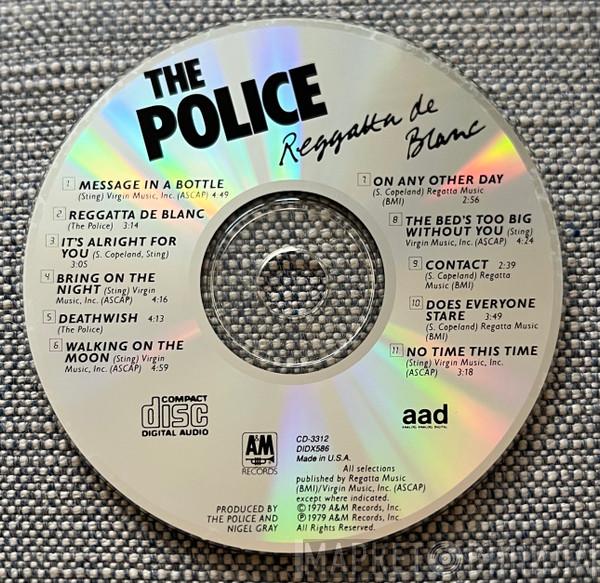 THE
POLICE
Reggatta de
Blanc
1 MESSAGE IN A BOTTLE
(Sting) Virgin Music, Inc. (ASCAP) 4:49
2 REGGATTA DE BLANC
(The Police) 3:14
3 IT'S ALRIGHT FOR
YOU (S. Copeland, Sting)
3:05
4 BRING ON THE
NIGHT (Sting) Virgin
Music, Inc. (ASCAP) 4:16
5 DEATHWISH 4:13
(The Police)
6 WALKING ON THE
MOON (Sting) Virgin
Music, Inc. (ASCAP) 4:59
7 ON ANY OTHER DAY
(S. Copeland) Regatta Music
(BMI) 2:56
8 THE BED'S TOO BIG
WITHOUT YOU (Sting)
Virgin Music, Inc. (ASCAP) 4:24
9 CONTACT 2:39
(S. Copeland) Regatta
Music (BMI)
10 DOES EVERYONE
STARE 3:49
(S. Copeland) Regatta Music
(BMI)
11 NO TIME THIS TIME
(Sting) Virgin Music, Inc.
(ASCAP) 3:18
COMPACT
disc
DIGITAL AUDIO
A&M
RECORDS
CD-3312
DIDX586
Made in U.S.A.
aad
ANALOG ANALOG DIGITAL
All selections
published by Regatta Music
(BMI)/Virgin Music, Inc. (ASCAP)
except where indicated.
© 1979 A&M Records, Inc.
℗ 1979 A&M Records, Inc.
All Rights Reserved.
PRODUCED BY
THE POLICE AND
NIGEL GRAY